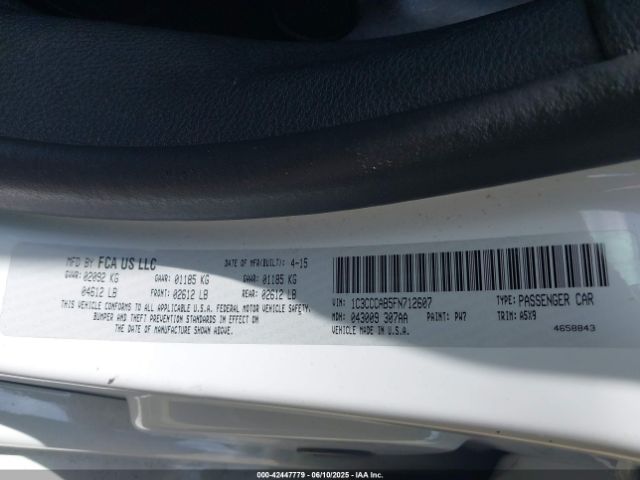 MFD BY FCA US LLC DATE OF MFR(BUILT): 4-15
GVWR: 02092 KG GAWR: 01185 KG GAWR: 01185 KG
04612 LB FRONT: 02612 LB REAR: 02612 LB
THIS VEHICLE CONFORMS TO ALL APPLICABLE U.S.A. FEDERAL MOTOR VEHICLE SAFETY,
BUMPER AND THEFT PREVENTION STANDARDS IN EFFECT ON
THE DATE OF MANUFACTURE SHOWN ABOVE.
VIN: 1C3CCCAB5FN712607 TYPE: PASSENGER CAR
MDH: 043009 307AA PAINT: PW7 TRIM: A5X9
VEHICLE MADE IN U.S.A. 4658843
000-42447779 - 06/10/2025 - IAA Inc.